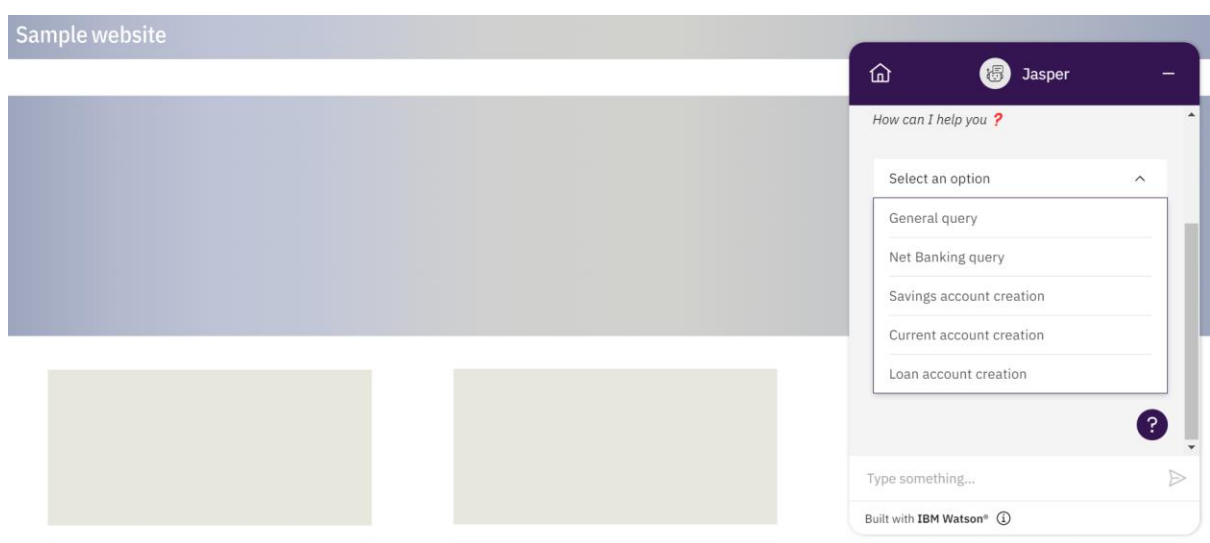 Sample website
Jasper
How can I help you ❓
Select an option
General query
Net Banking query
Savings account creation
Current account creation
Loan account creation
?
Type something...
Built with IBM Watson®